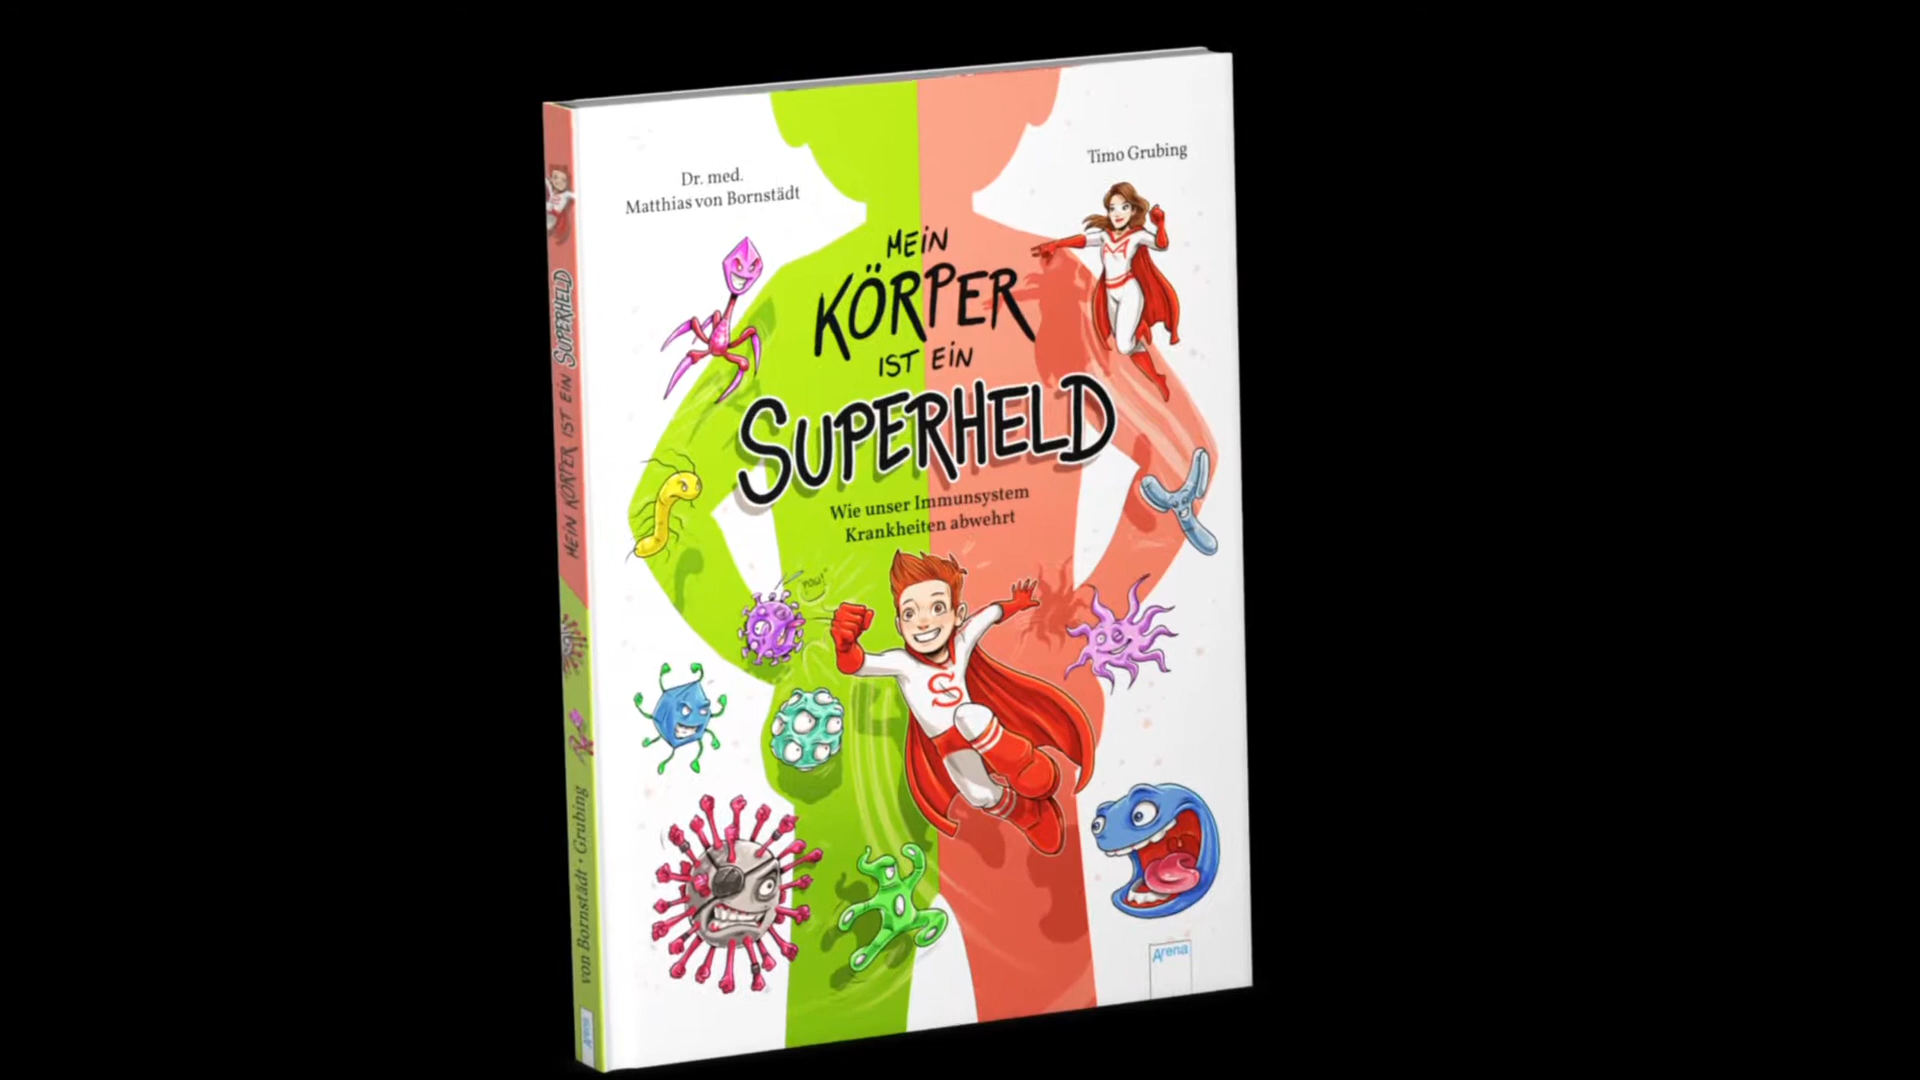 Dr. med.
Matthias von Bornstädt
Timo Grubing
MEIN
KÖRPER
IST EIN
SUPERHELD
Wie unser Immunsystem
Krankheiten abwehrt
"POW!"
M
S
Arena
MEIN KÖRPER IST EIN SUPERHELD
von Bornstädt • Grubing
Arena